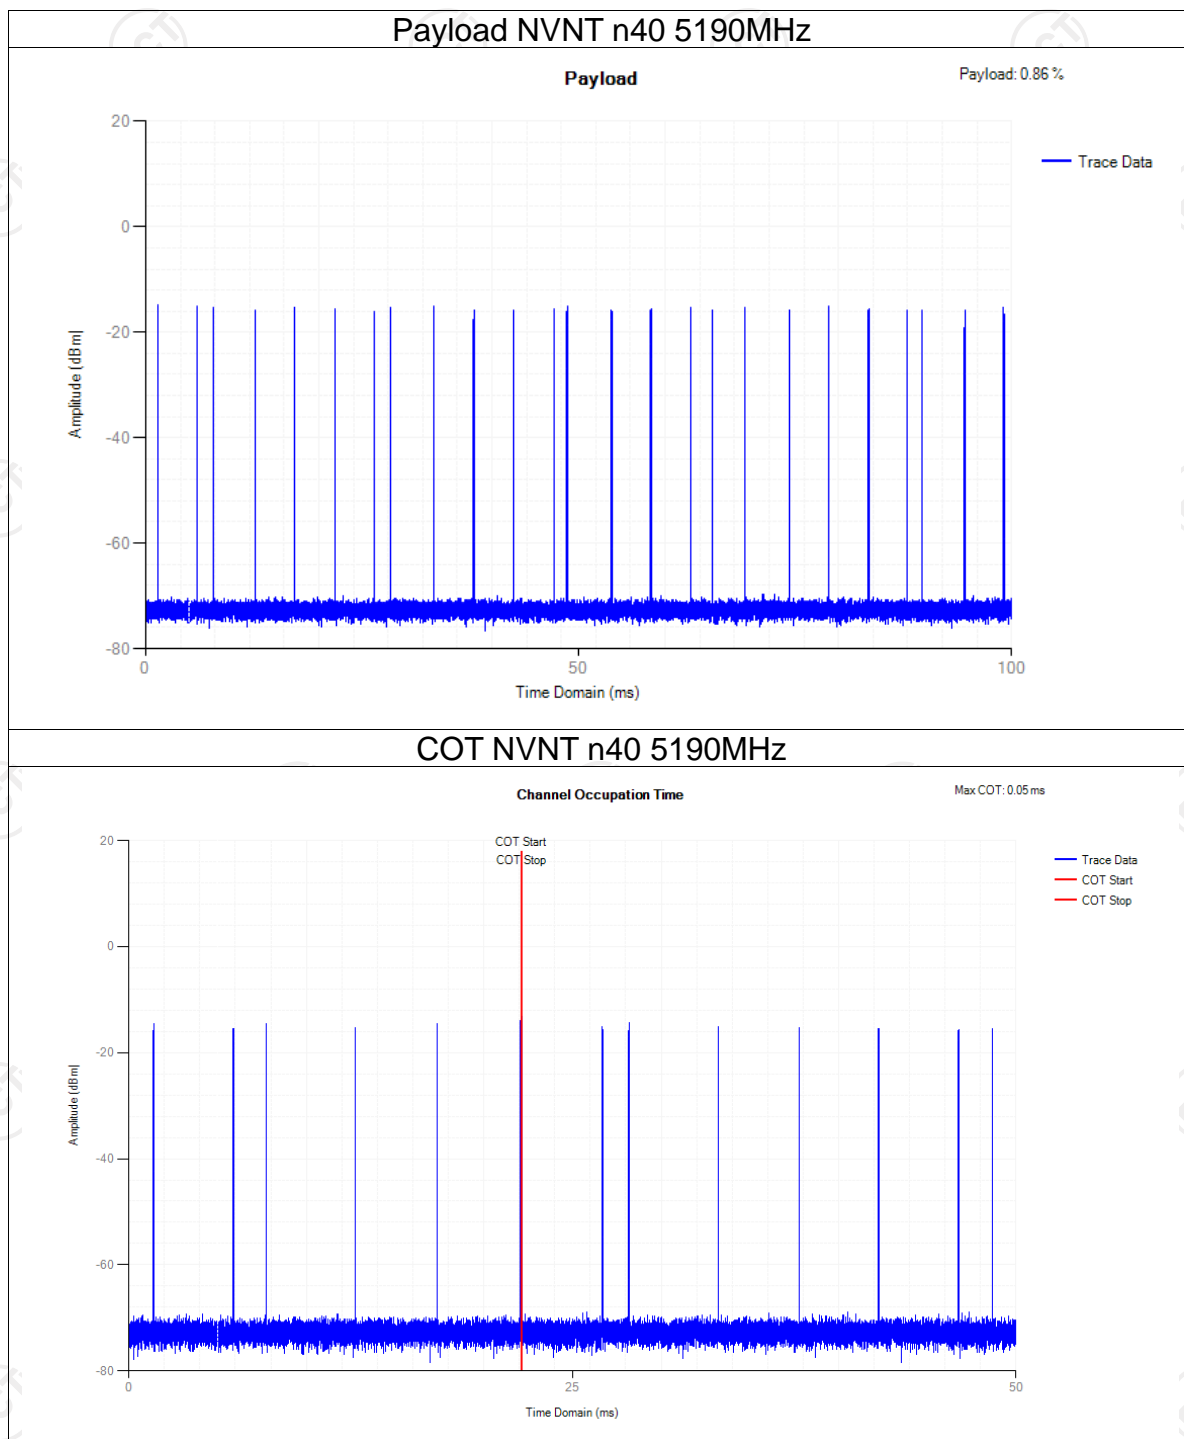 Payload NVNT n40 5190MHz
Payload
Payload: 0.86 %
20
Trace Data
0
-20
Amplitude (dBm|
-40
-60
-80
0
50
100
Time Domain (ms)
COT NVNT n40 5190MHz
Channel Occupation Time
Max COT: 0.05 ms
20
COT Start
COT Stop
Trace Data
COT Start
COT Stop
0
-20
Amplitude (dBm|
-40
-60
-80
0
25
50
Time Domain (ms)